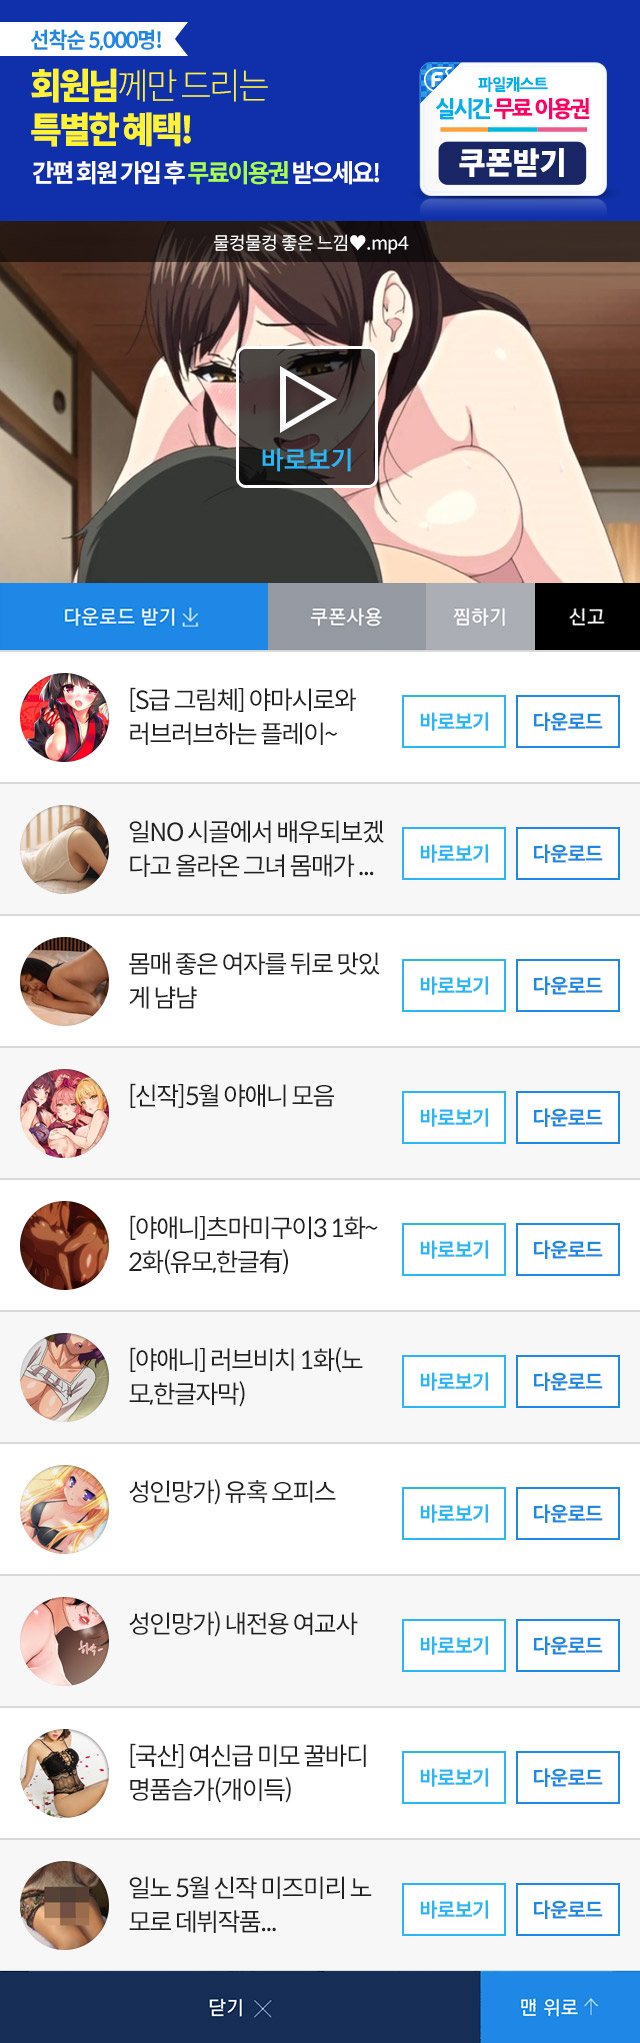 선착순 5,000명!
회원님께만 드리는
특별한 혜택!
간편 회원 가입 후 무료이용권 받으세요!
파일캐스트
실시간 무료 이용권
쿠폰받기
물컹물컹 좋은 느낌♥.mp4
바로보기
다운로드 받기
쿠폰사용
찜하기
신고
[S급 그림체] 야마시로와
러브러브하는 플레이~
바로보기
다운로드
일NO 시골에서 배우되보겠
다고 올라온 그녀 몸매가 ...
바로보기
다운로드
몸매 좋은 여자를 뒤로 맛있
게 냠냠
바로보기
다운로드
[신작]5월 야애니 모음
바로보기
다운로드
[야애니]츠마미구이3 1화~
2화(유모,한글有)
바로보기
다운로드
[야애니] 러브비치 1화(노
모,한글자막)
바로보기
다운로드
성인망가) 유혹 오피스
바로보기
다운로드
성인망가) 내전용 여교사
바로보기
다운로드
[국산] 여신급 미모 꿀바디
명품슴가(개이득)
바로보기
다운로드
일노 5월 신작 미즈미리 노
모로 데뷔작품...
바로보기
다운로드
닫기
맨 위로